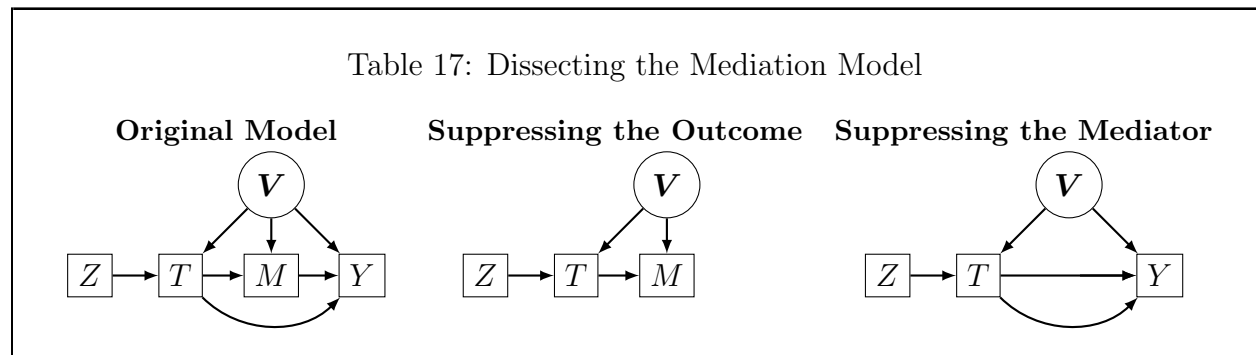 Table 17: Dissecting the Mediation Model
Original Model Suppressing the Outcome Suppressing the Mediator
V V V
Z T M Y Z T M Z T Y